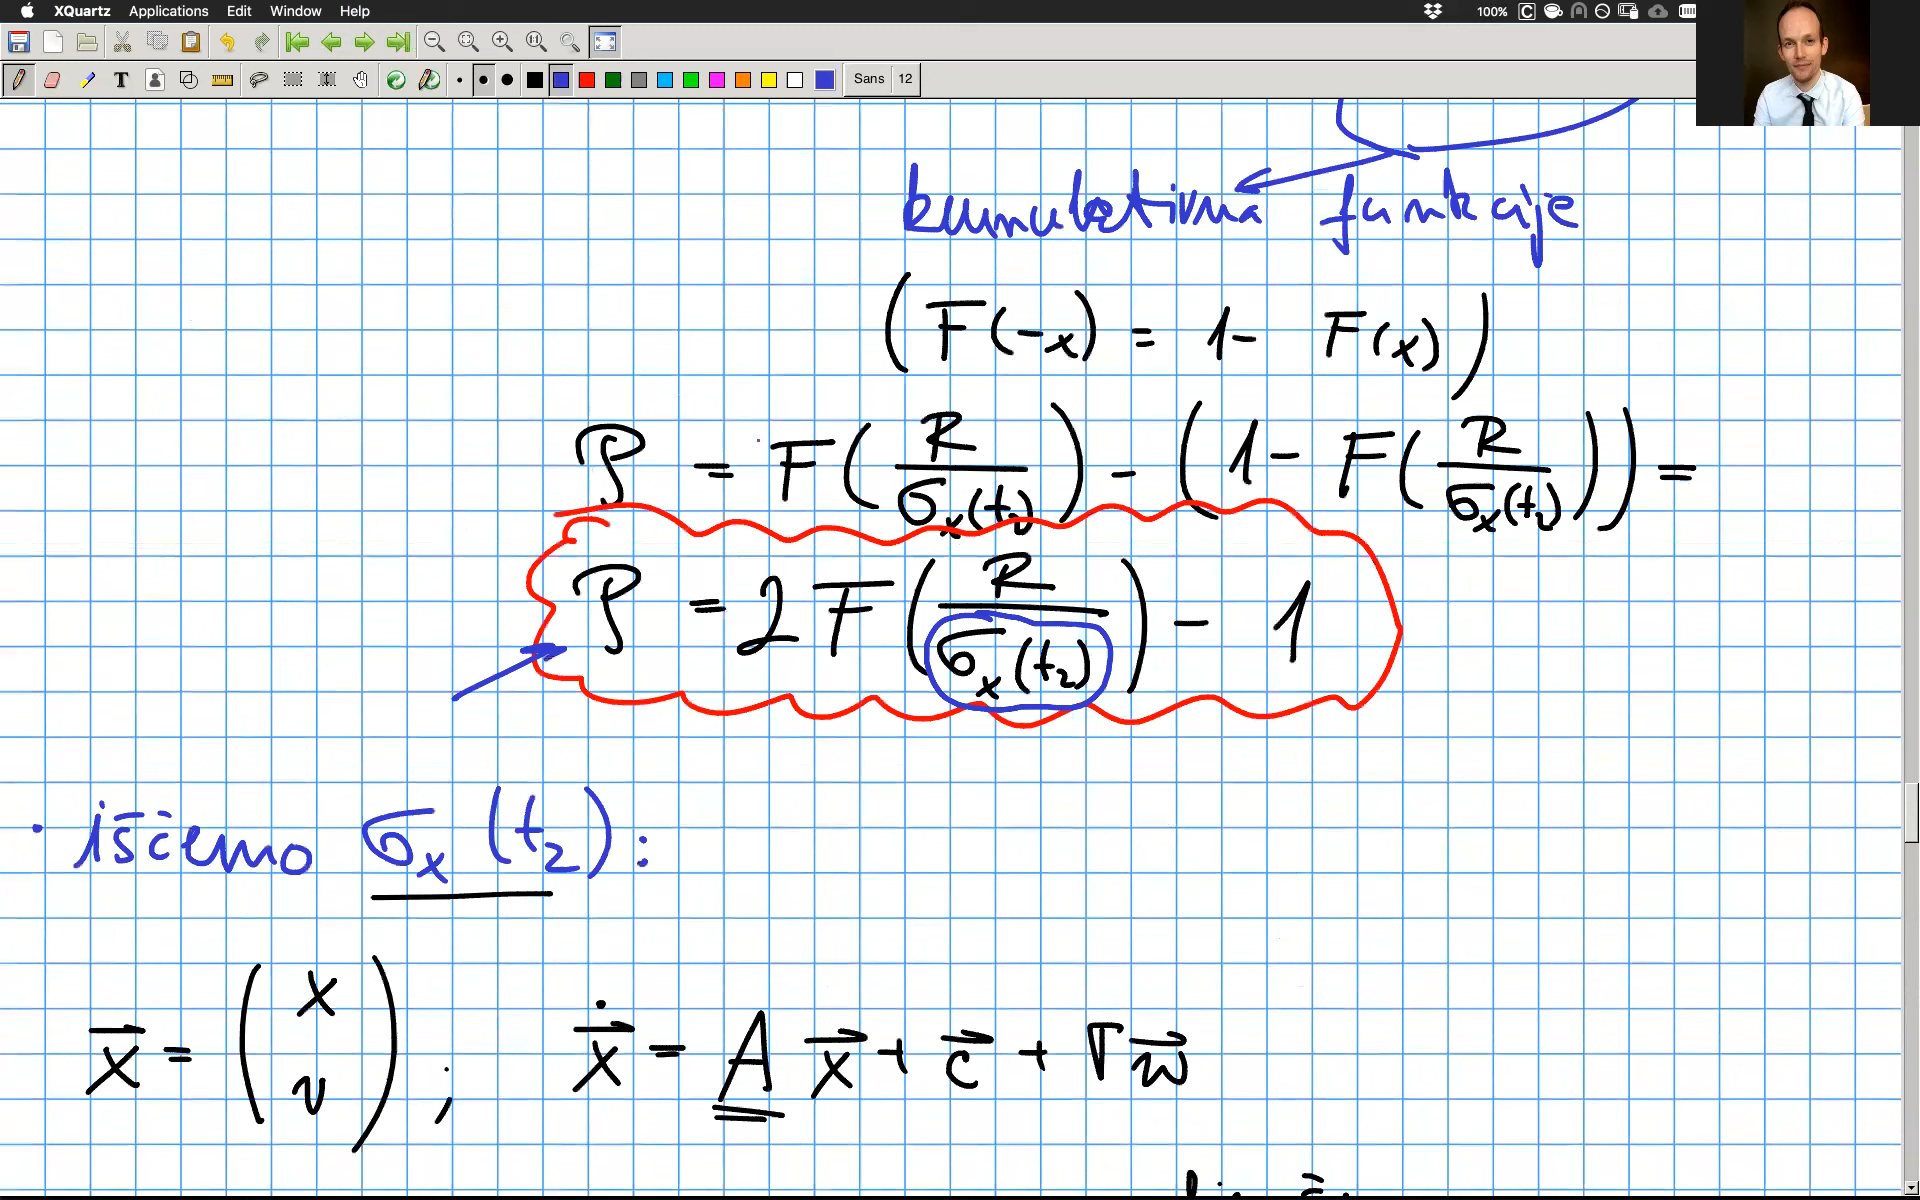 XQuartz Applications Edit Window Help
100%
Sans 12
kumulativna funkcije
(F(-x) = 1 - F(x))
P = F(R/σₓ(t₂)) - (1 - F(R/σₓ(t₂))) =
P = 2F(R/σₓ(t₂)) - 1
· iščemo σₓ(t₂):
x⃗ = (x v); ẋ⃗ = A x⃗ + c⃗ + Γw⃗